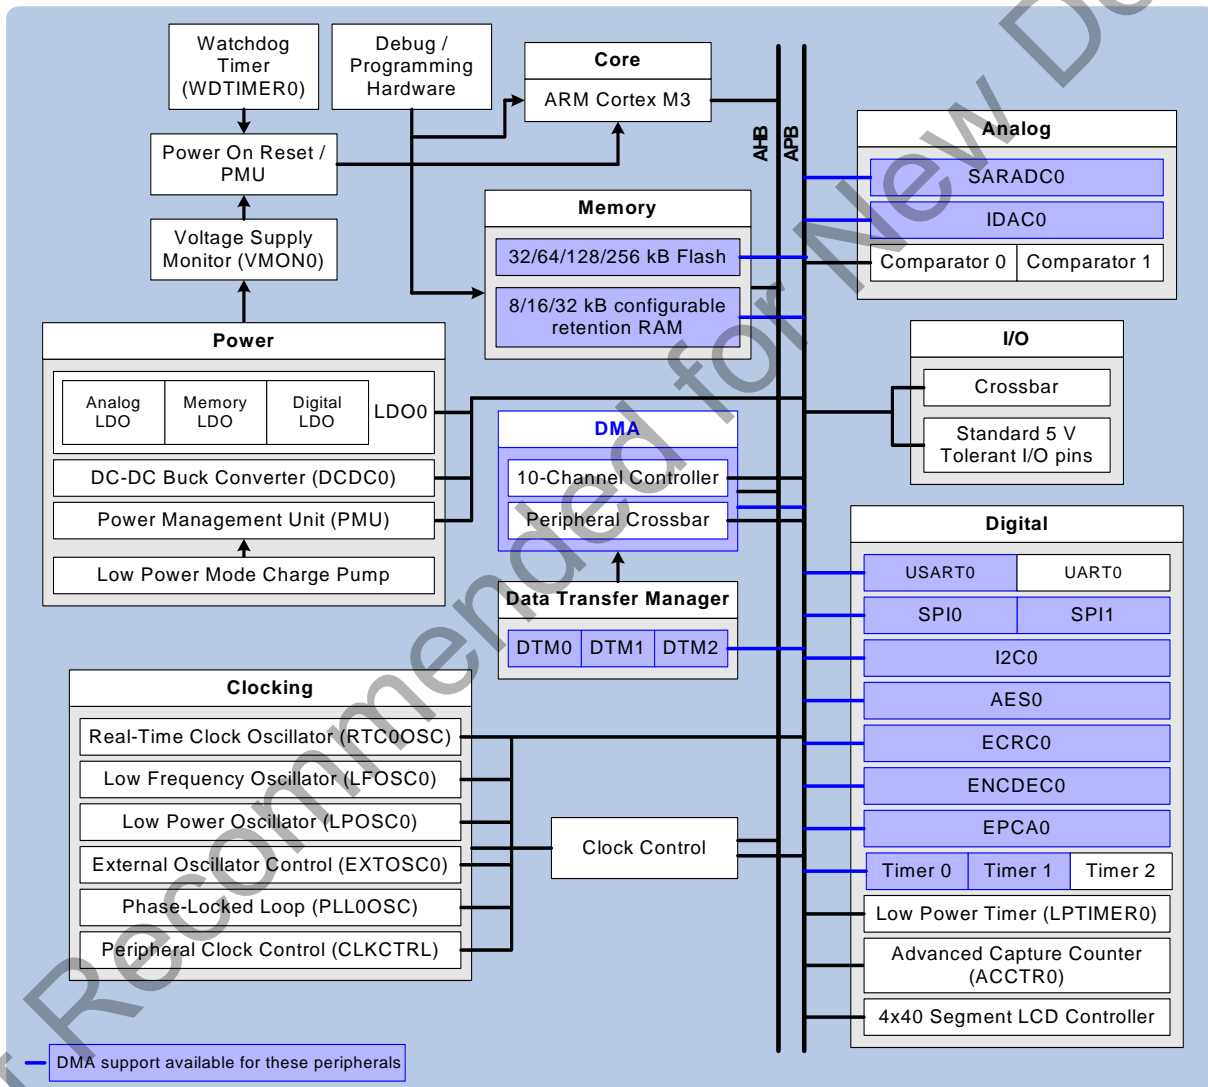 Watchdog
Timer
(WDTIMER0)
Debug /
Programming
Hardware
Core
ARM Cortex M3
Power On Reset /
PMU
Voltage Supply
Monitor (VMON0)
AHB
APB
Memory
32/64/128/256 kB Flash
8/16/32 kB configurable
retention RAM
Analog
SARADC0
IDAC0
Comparator 0
Comparator 1
Power
Analog
LDO
Memory
LDO
Digital
LDO
LDO0
DC-DC Buck Converter (DCDC0)
Power Management Unit (PMU)
Low Power Mode Charge Pump
I/O
Crossbar
Standard 5 V
Tolerant I/O pins
DMA
10-Channel Controller
Peripheral Crossbar
Data Transfer Manager
DTM0
DTM1
DTM2
Digital
USART0
UART0
SPI0
SPI1
I2C0
AES0
ECRC0
ENCDEC0
EPCA0
Timer 0
Timer 1
Timer 2
Low Power Timer (LPTIMER0)
Advanced Capture Counter
(ACCTR0)
4x40 Segment LCD Controller
Clocking
Real-Time Clock Oscillator (RTC0OSC)
Low Frequency Oscillator (LFOSC0)
Low Power Oscillator (LPOSC0)
External Oscillator Control (EXTOSC0)
Phase-Locked Loop (PLL0OSC)
Peripheral Clock Control (CLKCTRL)
Clock Control
DMA support available for these peripherals
Recommended for New